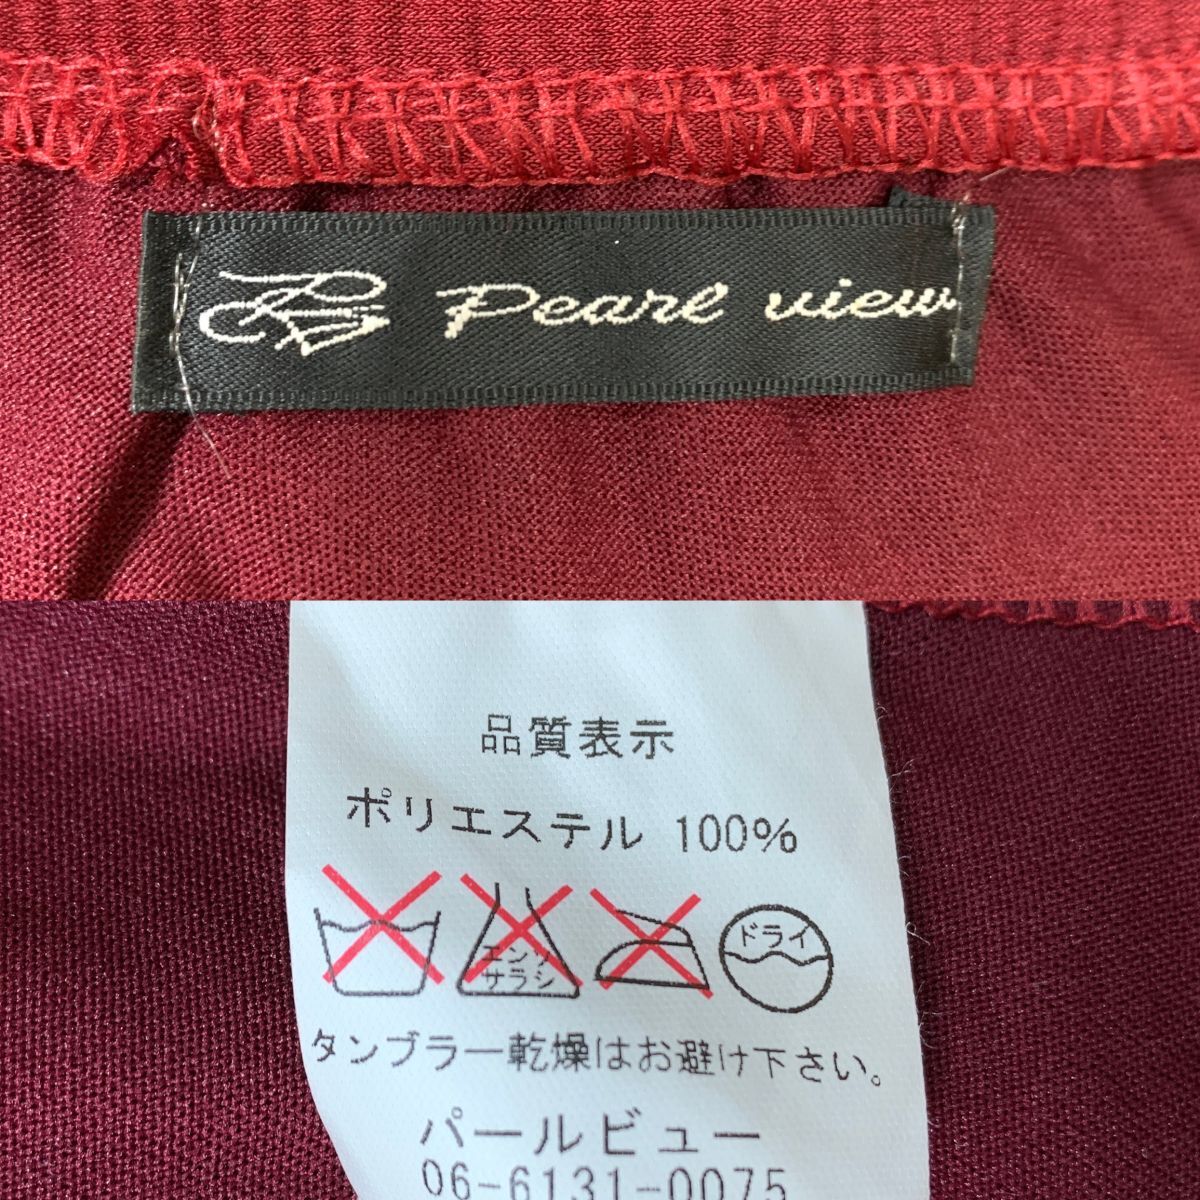 Pearl view
品質表示
ポリエステル 100%
エンソ
サラシ
ドライ
タンブラー乾燥はお避け下さい。
パールビュー
06-6131-0075